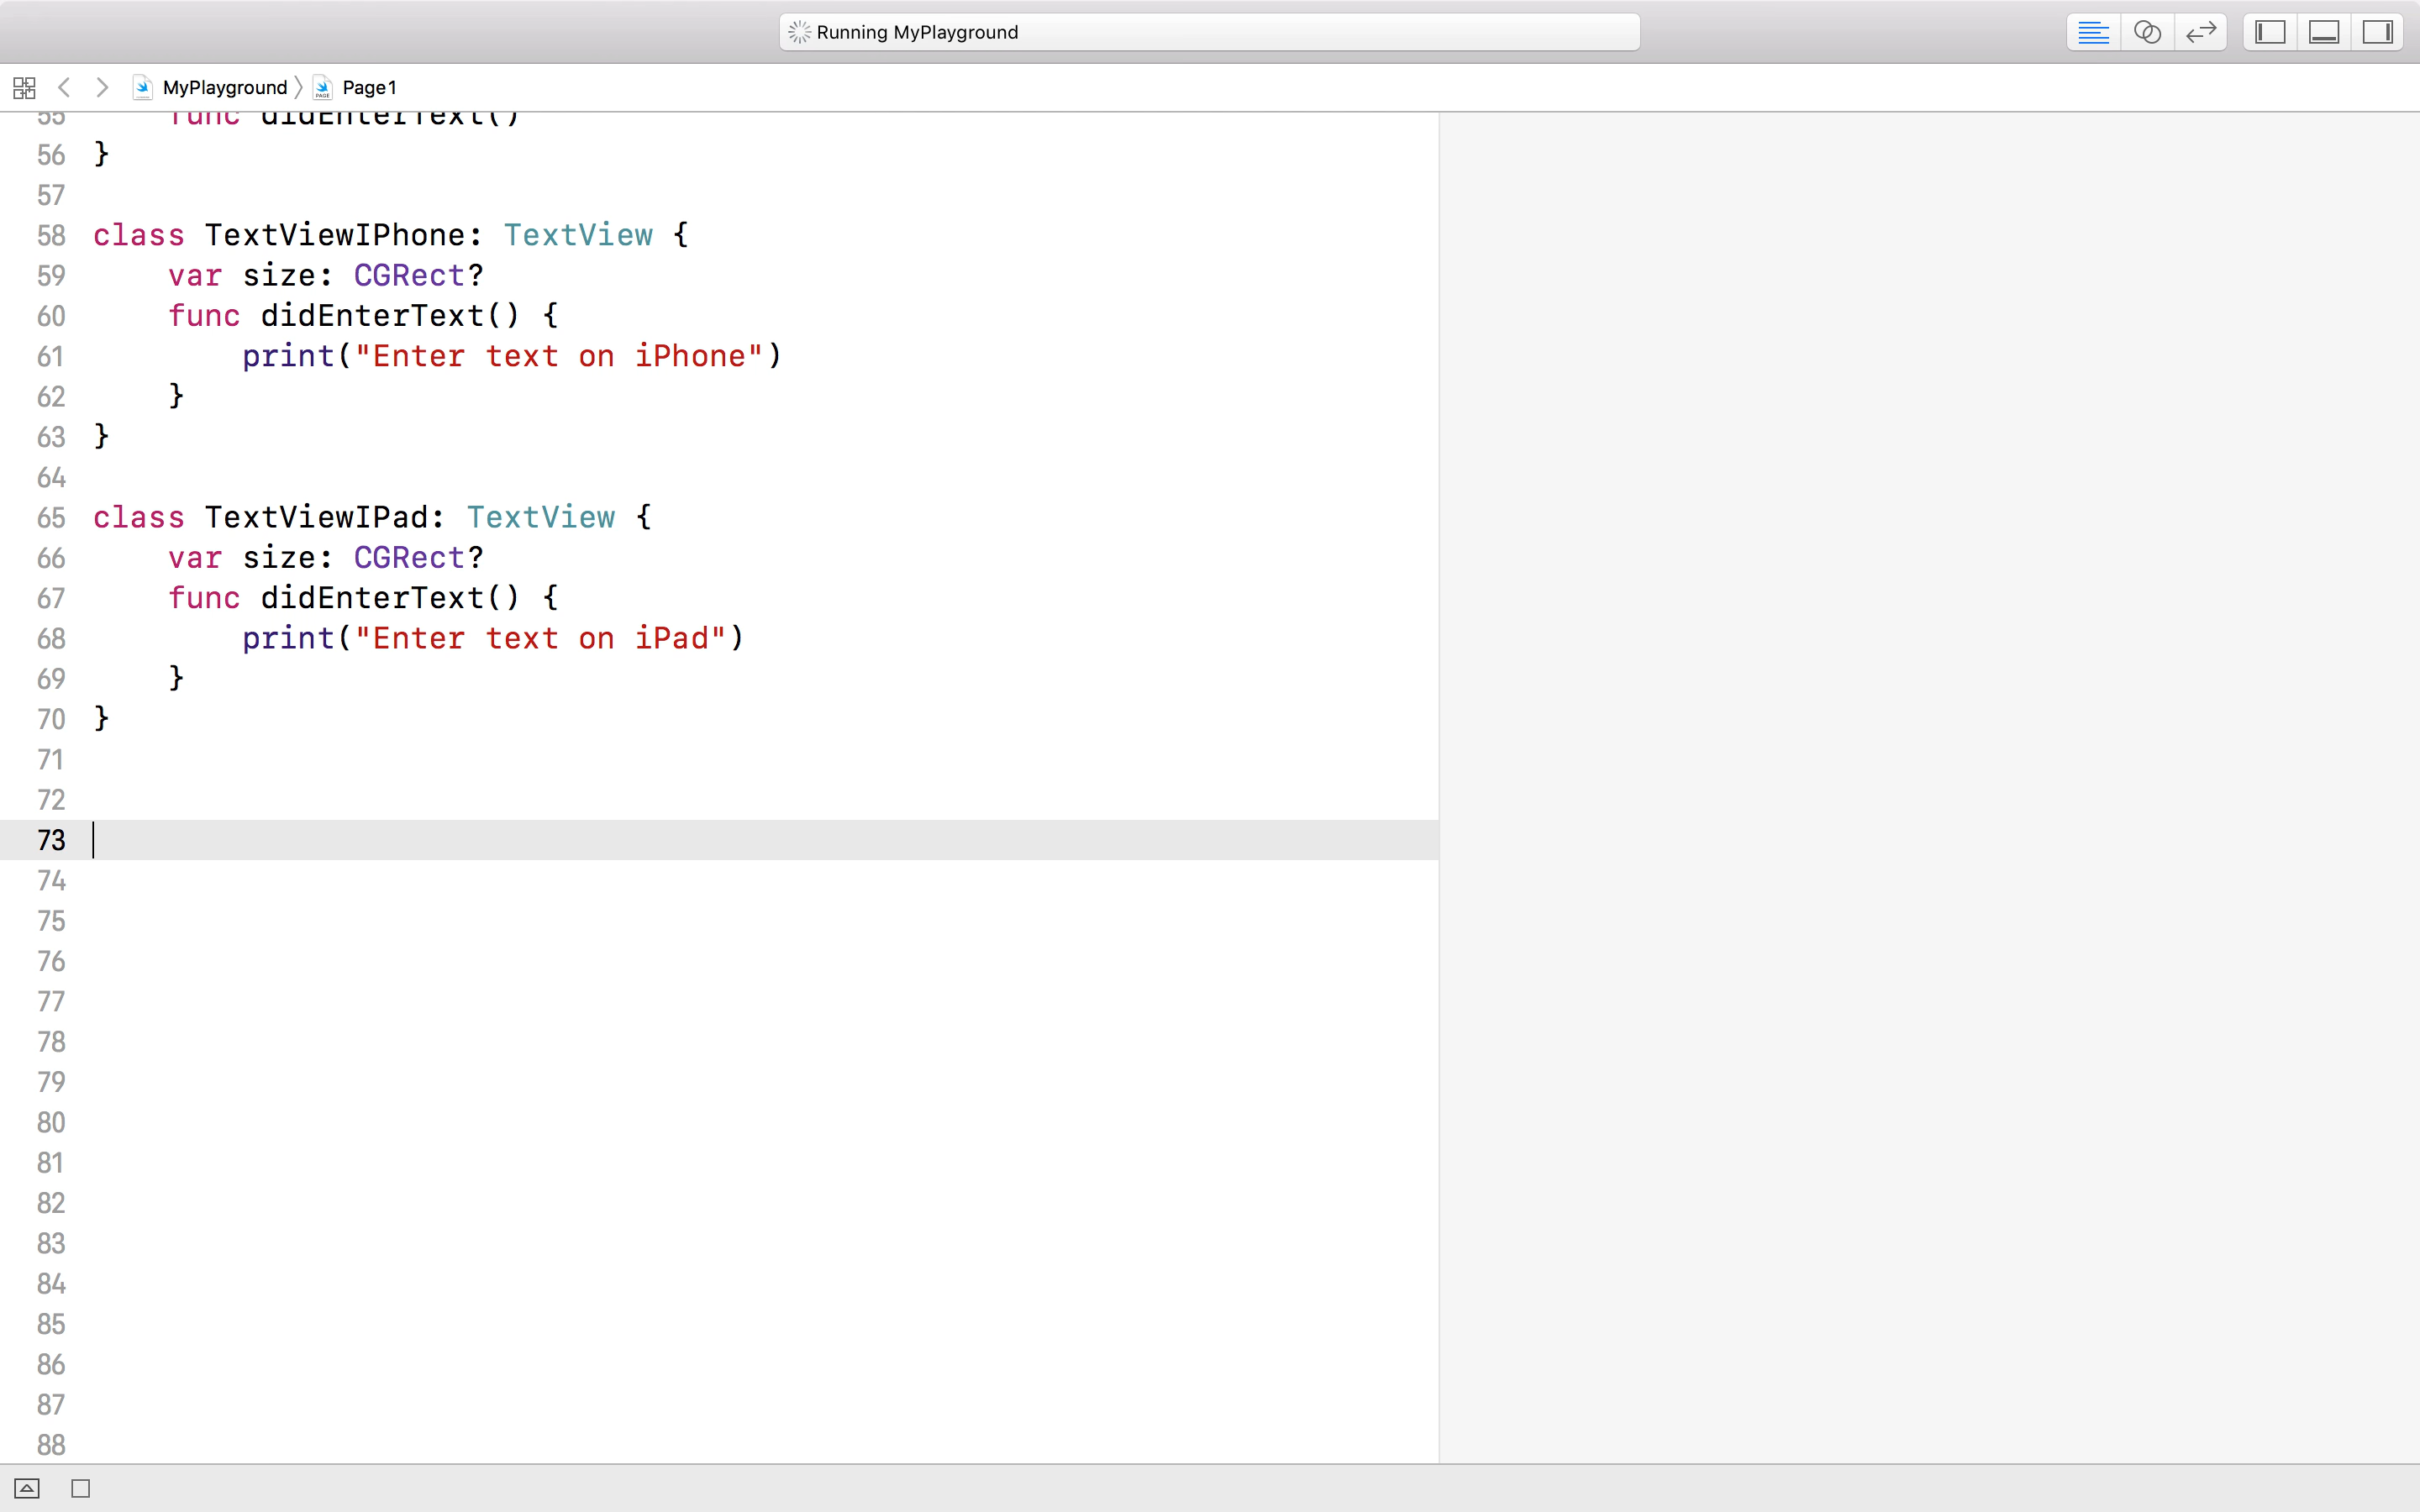 Running MyPlayground
MyPlayground
Page1
55 func didEnterText()
56 }
57
58 class TextViewIPhone: TextView {
59 var size: CGRect?
60 func didEnterText() {
61 print("Enter text on iPhone")
62 }
63 }
64
65 class TextViewIPad: TextView {
66 var size: CGRect?
67 func didEnterText() {
68 print("Enter text on iPad")
69 }
70 }
71
72
73
74
75
76
77
78
79
80
81
82
83
84
85
86
87
88